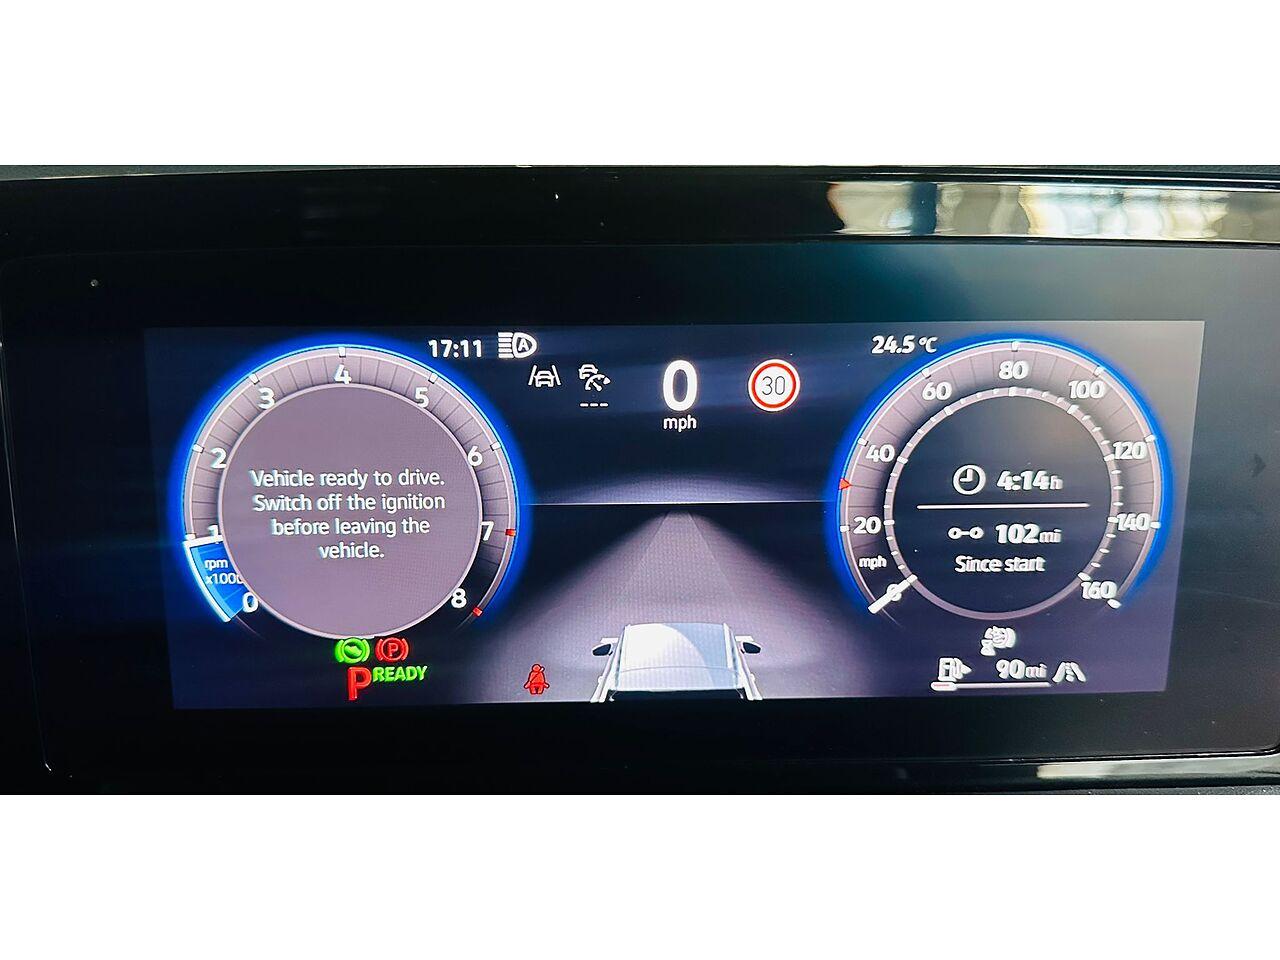 17:11 A
24.5 °C
0
mph
30
0 1 2 3 4 5 6 7 8
rpm
Vehicle ready to drive.
Switch off the ignition
before leaving the
vehicle.
P
P READY
0 20 40 60 80 100 120 140 160
mph
4:14h
102mi
Since start
90mi